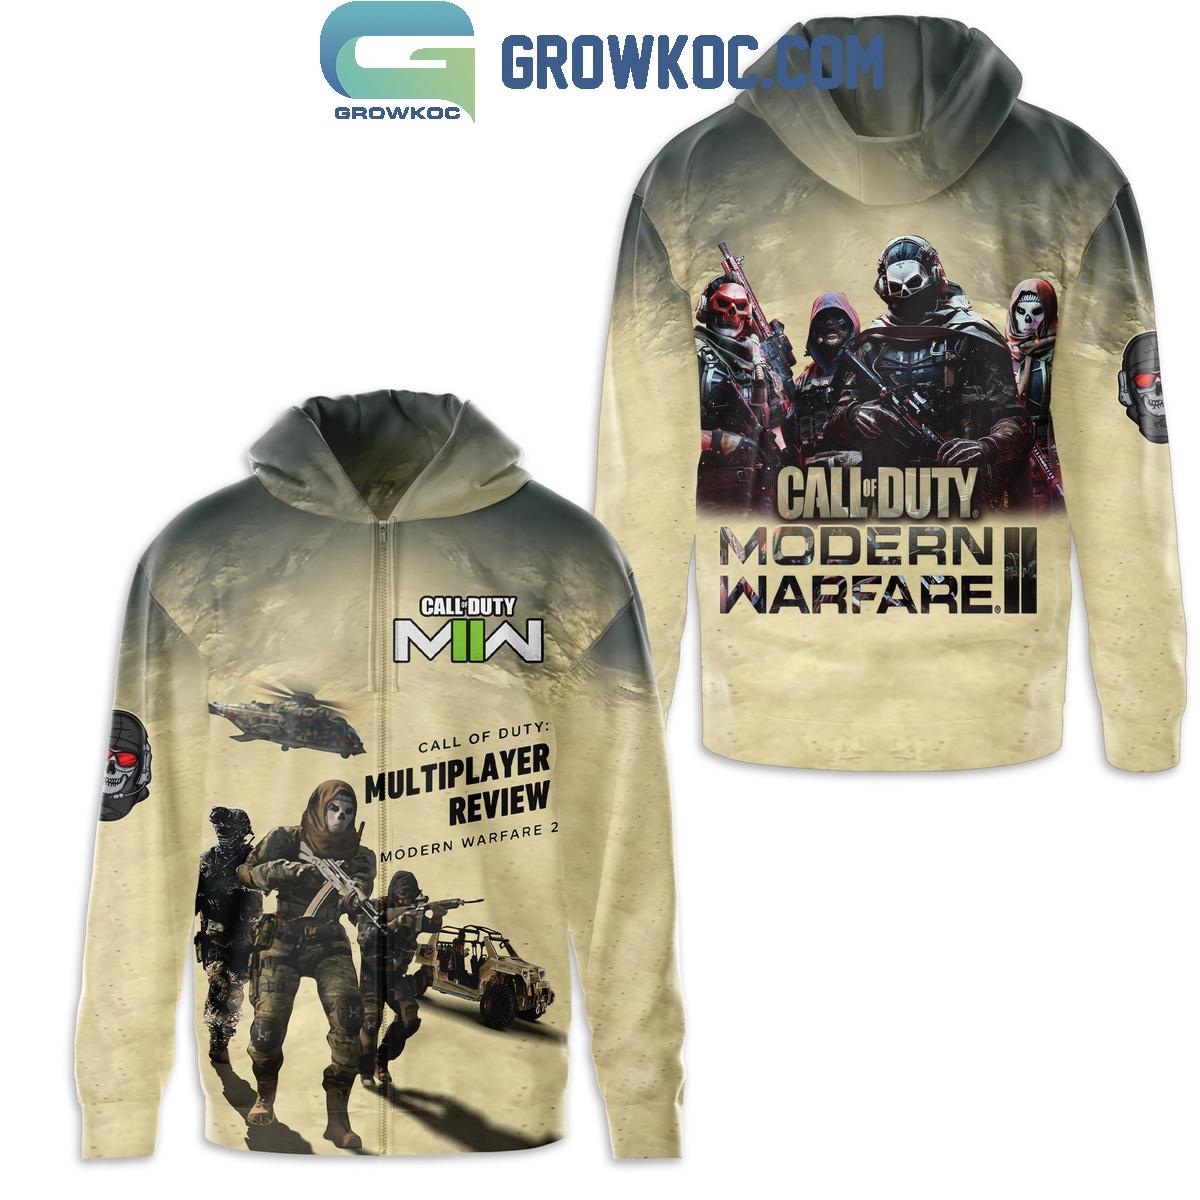 GROWKOC
GROWKOC.COM
CALL OF DUTY
MODERN
WARFARE. II
CALL OF DUTY
MIIW
CALL OF DUTY:
MULTIPLAYER
REVIEW
MODERN WARFARE 2